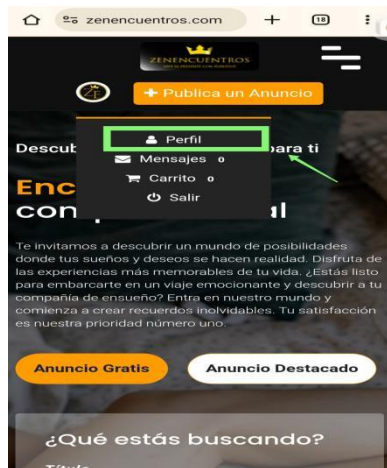 zenencuentros.com
18
ZENENCUENTROS
+ Publica un Anuncio
Perfil
Descub para ti
Mensajes 0
Carrito 0
Salir
Enc
com al
Te invitamos a descubrir un mundo de posibilidades
donde tus sueños y deseos se hacen realidad. Disfruta de
las experiencias más memorables de tu vida. ¿Estás listo
para embarcarte en un viaje emocionante y descubrir a tu
compañía de ensueño? Entra en nuestro mundo y
comienza a crear recuerdos inolvidables. Tu satisfacción
es nuestra prioridad número uno.
Anuncio Gratis Anuncio Destacado
¿Qué estás buscando?
Título